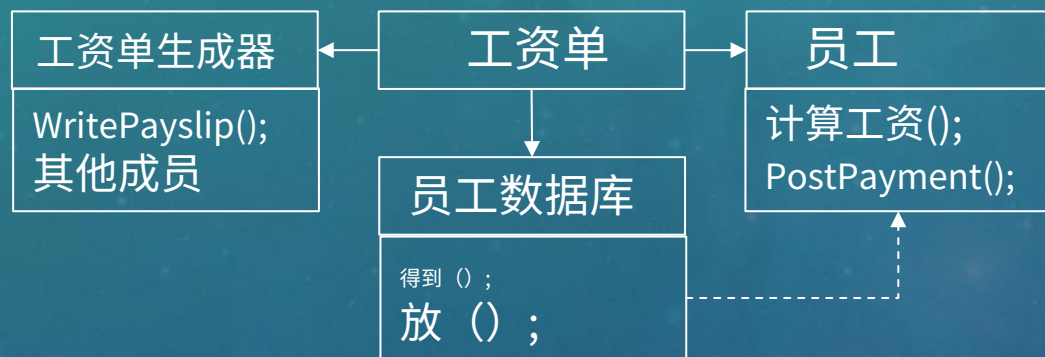 工资单生成器
WritePayslip();
其他成员
工资单
员工
计算工资();
PostPayment();
员工数据库
得到（）;
放（）;